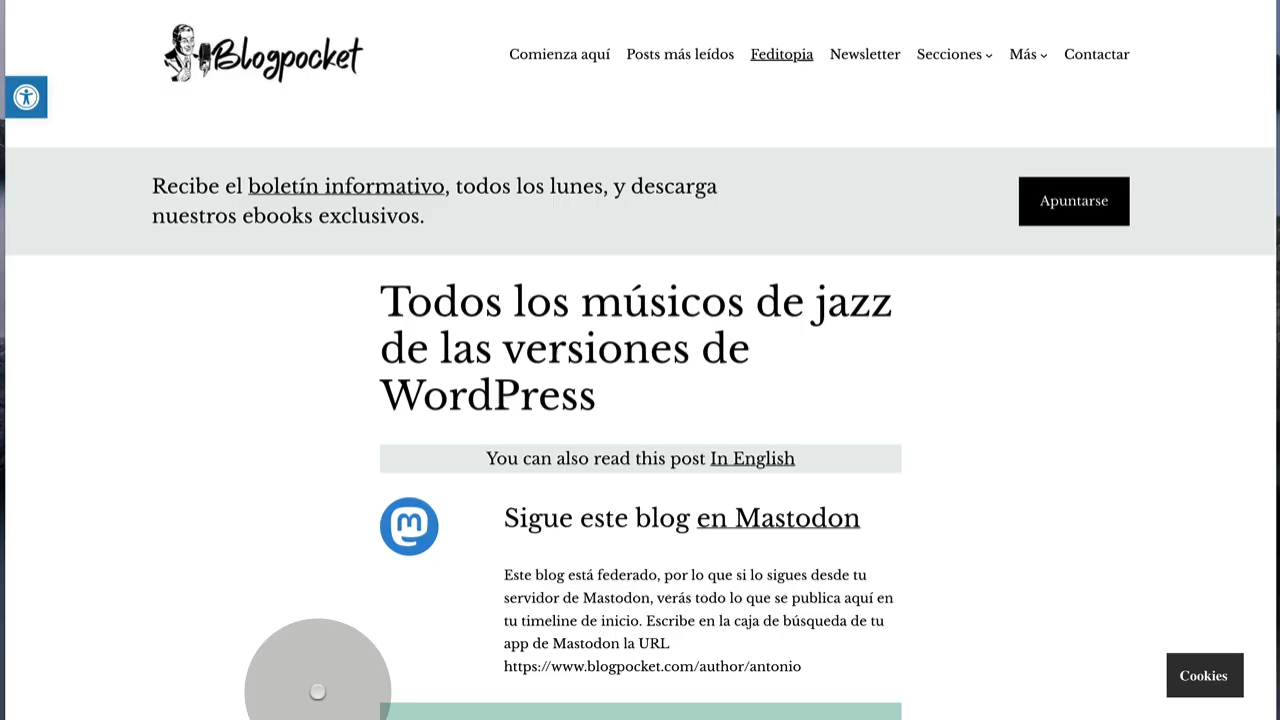 Blogpocket
Comienza aquí Posts más leídos Feditopia Newsletter Secciones Más Contactar
Recibe el boletín informativo, todos los lunes, y descarga
nuestros ebooks exclusivos.
Apuntarse
Todos los músicos de jazz
de las versiones de
WordPress
You can also read this post In English
Sigue este blog en Mastodon
Este blog está federado, por lo que si lo sigues desde tu
servidor de Mastodon, verás todo lo que se publica aquí en
tu timeline de inicio. Escribe en la caja de búsqueda de tu
app de Mastodon la URL
https://www.blogpocket.com/author/antonio
Cookies